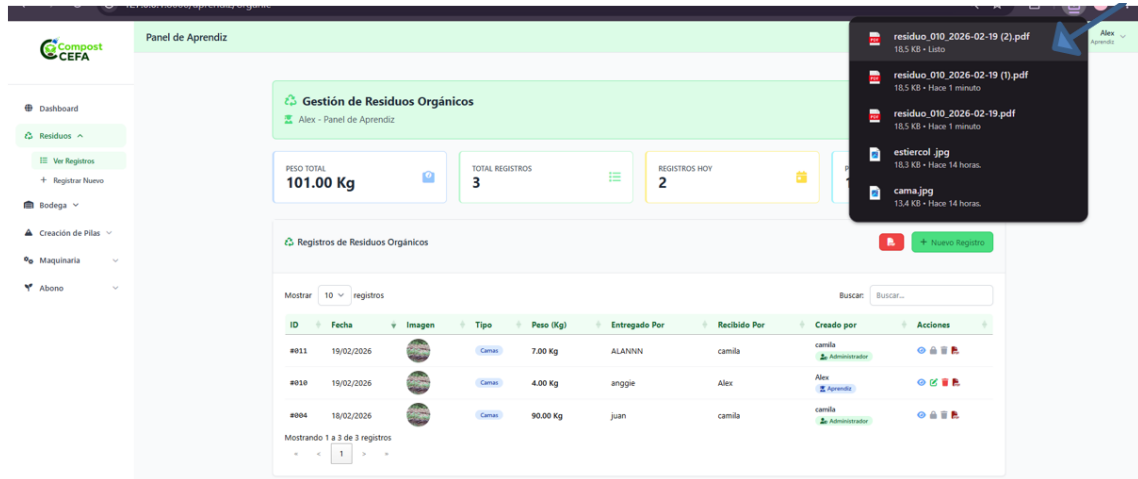 Compost
CEFA
Panel de Aprendiz
Alex
Aprendiz
residuo_010_2026-02-19 (2).pdf
18,5 KB • Listo
residuo_010_2026-02-19 (1).pdf
18,5 KB • Hace 1 minuto
residuo_010_2026-02-19.pdf
18,5 KB • Hace 1 minuto
estiercol .jpg
18,3 KB • Hace 14 horas.
cama.jpg
13,4 KB • Hace 14 horas.
Dashboard
Residuos
Ver Registros
+ Registrar Nuevo
Bodega
Creación de Pilas
Maquinaria
Abono
Gestión de Residuos Orgánicos
Alex - Panel de Aprendiz
PESO TOTAL
101.00 Kg
TOTAL REGISTROS
3
REGISTROS HOY
2
Registros de Residuos Orgánicos
+ Nuevo Registro
Mostrar 10 registros
Buscar: Buscar...
ID Fecha Imagen Tipo Peso (Kg) Entregado Por Recibido Por Creado por Acciones
#011 19/02/2026 Camas 7.00 Kg ALANNN camila camila Administrador
#010 19/02/2026 Camas 4.00 Kg anggie Alex Alex Aprendiz
#004 18/02/2026 Camas 90.00 Kg juan camila camila Administrador
Mostrando 1 a 3 de 3 registros
« < 1 > »